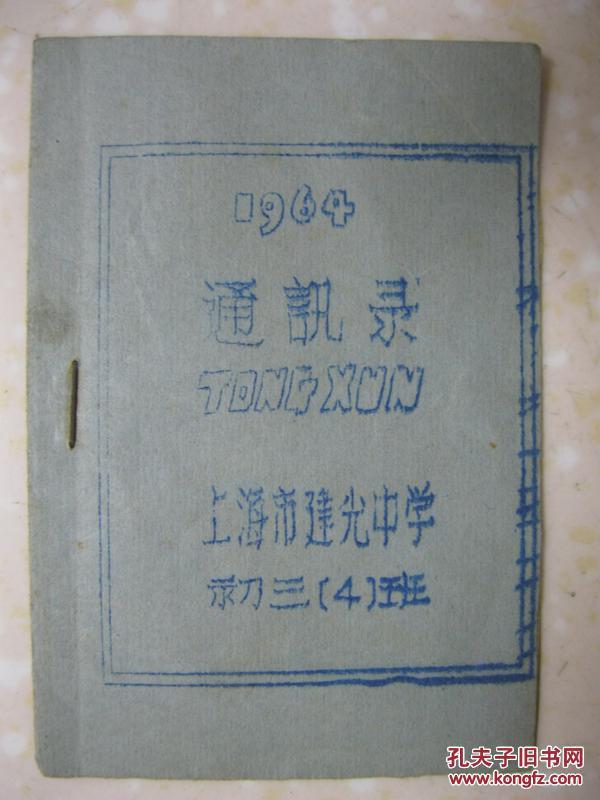 1964
通訊录
TONG XUN
上海市建光中学
初三(4)班
孔夫子旧书网
www.kongfz.com